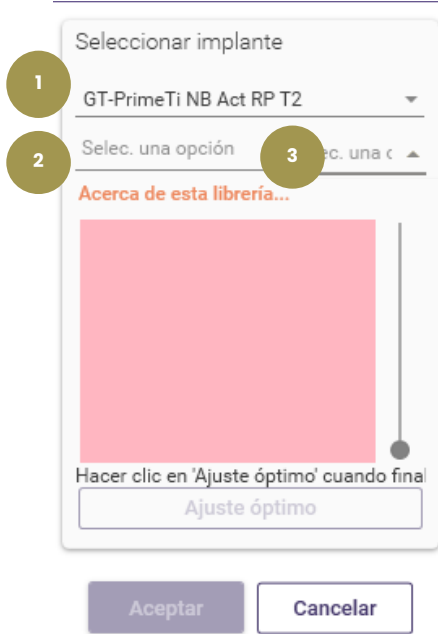 Seleccionar implante
1
GT-PrimeTi NB Act RP T2
2 Selec. una opción 3 ec. una
Acerca de esta librería...
Hacer clic en 'Ajuste óptimo' cuando final
Ajuste óptimo
Aceptar Cancelar